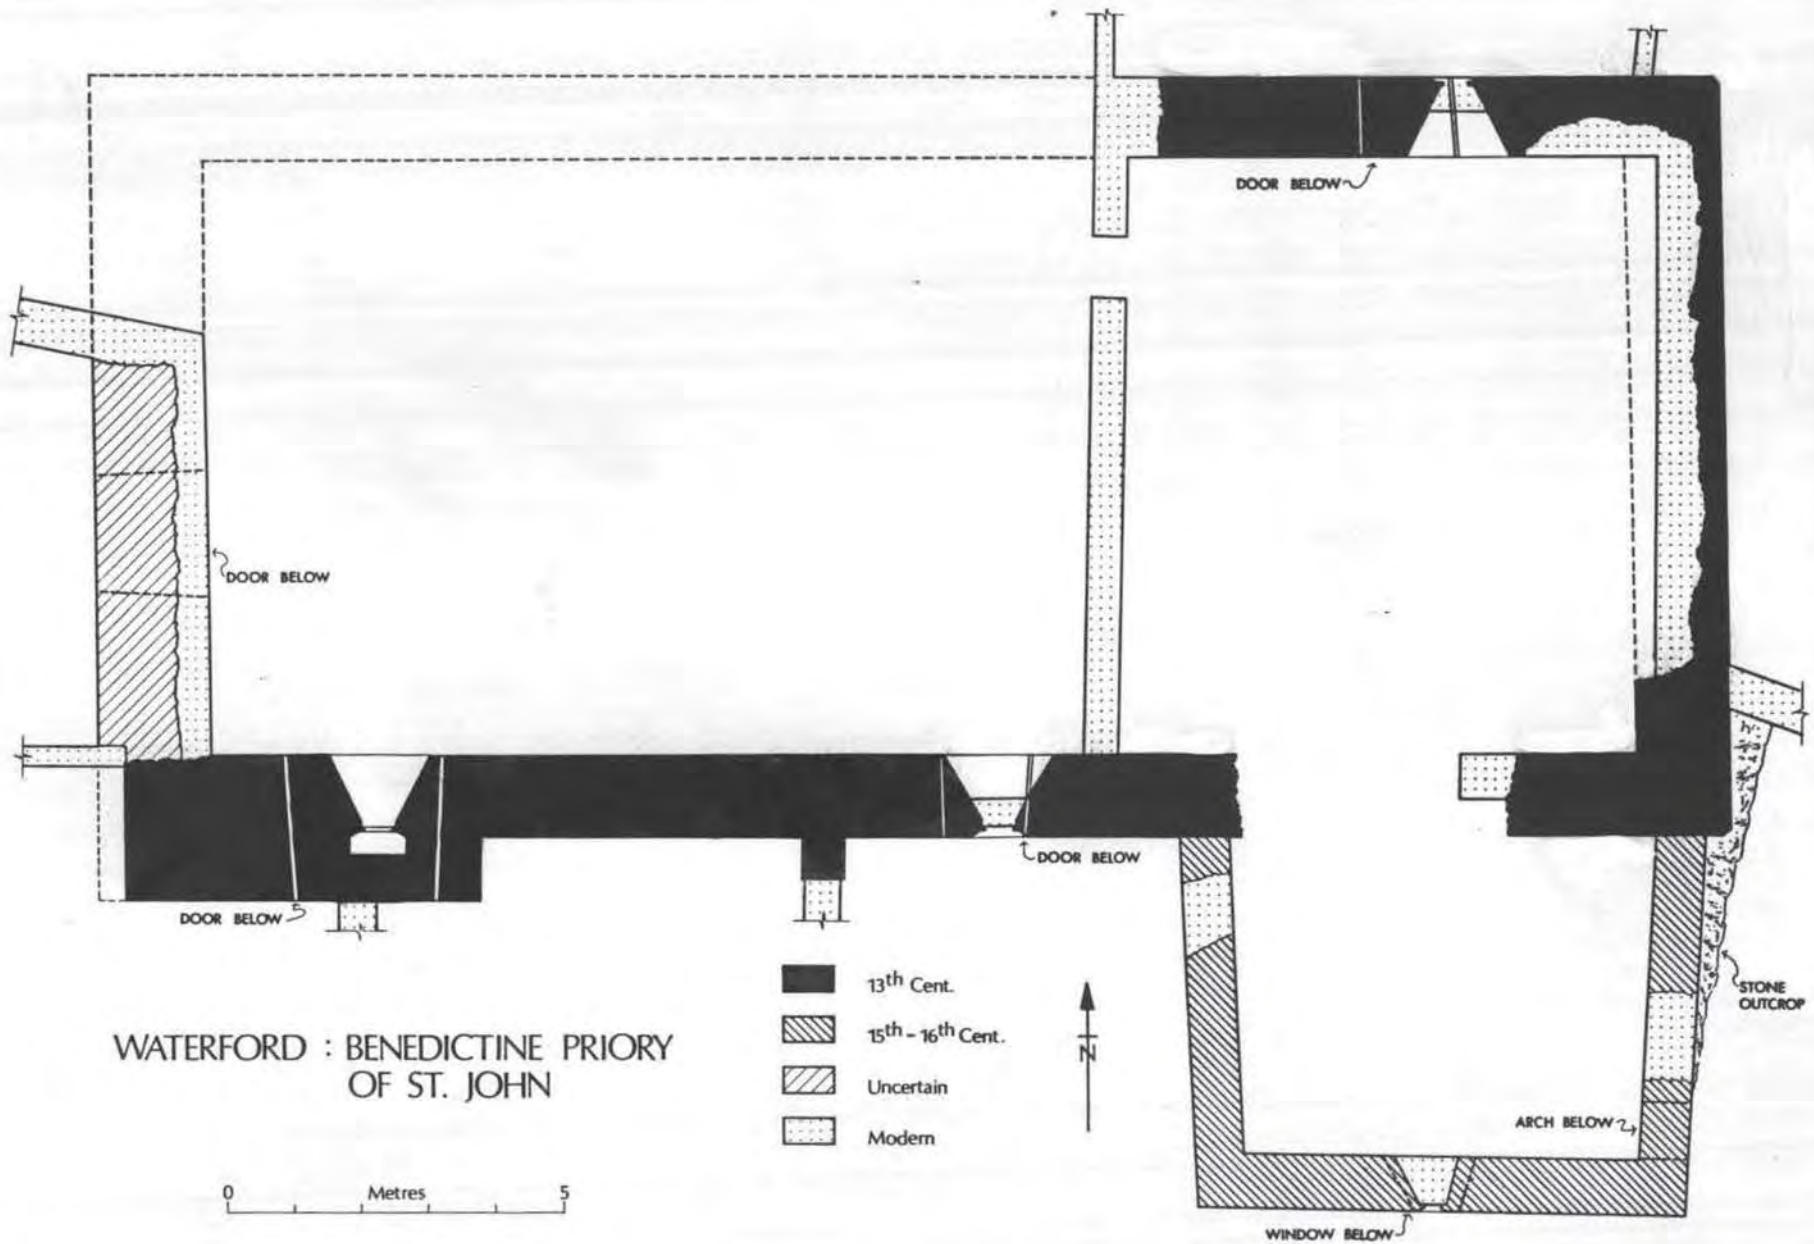 DOOR BELOW
DOOR BELOW
DOOR BELOW
DOOR BELOW
STONE
OUTCROP
13th Cent.
15th - 16th Cent.
Uncertain
Modern
N
WATERFORD : BENEDICTINE PRIORY
OF ST. JOHN
ARCH BELOW
0 Metres 5
WINDOW BELOW